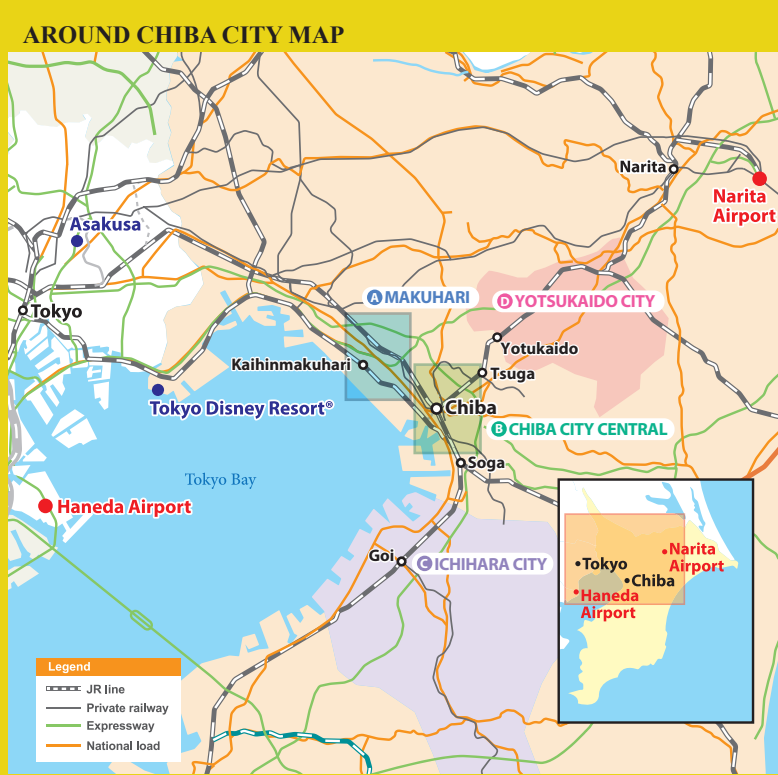 AROUND CHIBA CITY MAP
Narita
Narita
Airport
Asakusa
A MAKUHARI
D YOTSUKAIDO CITY
Tokyo
Yotukaido
Kaihinmakuhari
Tsuga
Tokyo Disney Resort®
Chiba
B CHIBA CITY CENTRAL
Soga
Tokyo Bay
Haneda Airport
Goi
C ICHIHARA CITY
Narita
Airport
Tokyo
Chiba
Haneda
Airport
Legend
JR line
Private railway
Expressway
National load